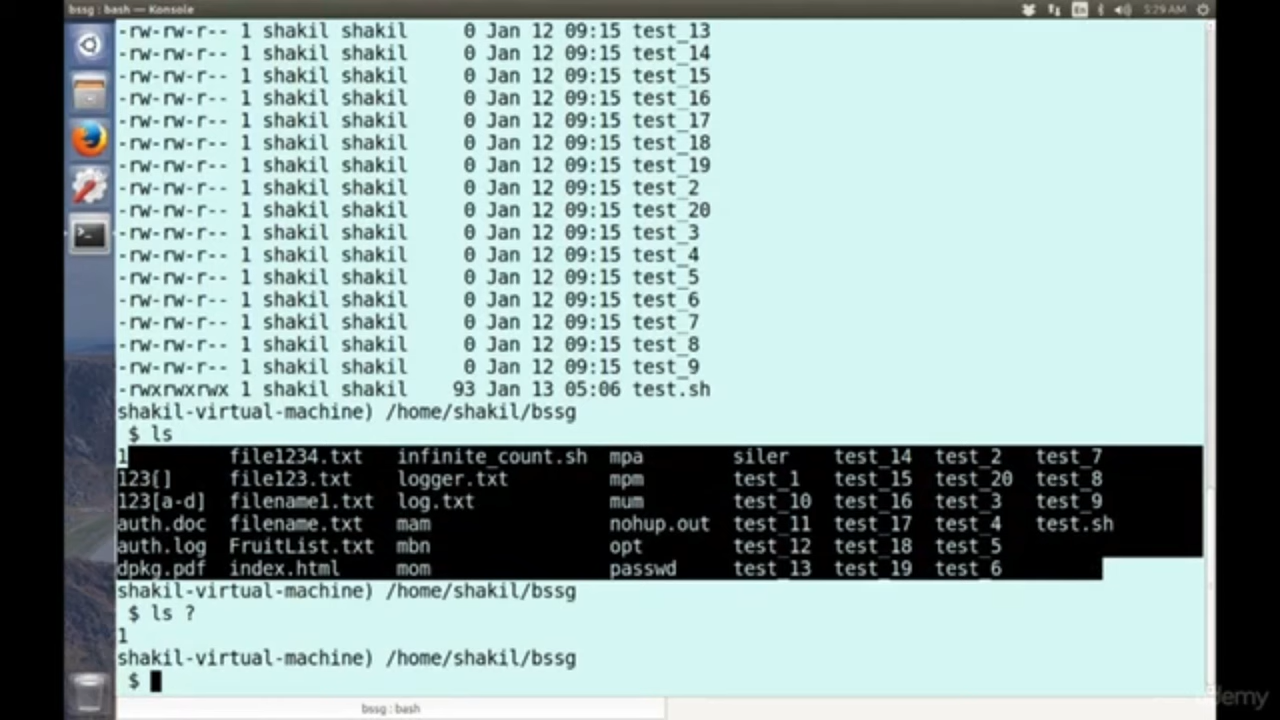 bssg : bash — Konsole
En 5:29 AM
-rw-rw-r-- 1 shakil shakil     0 Jan 12 09:15 test_13
-rw-rw-r-- 1 shakil shakil     0 Jan 12 09:15 test_14
-rw-rw-r-- 1 shakil shakil     0 Jan 12 09:15 test_15
-rw-rw-r-- 1 shakil shakil     0 Jan 12 09:15 test_16
-rw-rw-r-- 1 shakil shakil     0 Jan 12 09:15 test_17
-rw-rw-r-- 1 shakil shakil     0 Jan 12 09:15 test_18
-rw-rw-r-- 1 shakil shakil     0 Jan 12 09:15 test_19
-rw-rw-r-- 1 shakil shakil     0 Jan 12 09:15 test_2
-rw-rw-r-- 1 shakil shakil     0 Jan 12 09:15 test_20
-rw-rw-r-- 1 shakil shakil     0 Jan 12 09:15 test_3
-rw-rw-r-- 1 shakil shakil     0 Jan 12 09:15 test_4
-rw-rw-r-- 1 shakil shakil     0 Jan 12 09:15 test_5
-rw-rw-r-- 1 shakil shakil     0 Jan 12 09:15 test_6
-rw-rw-r-- 1 shakil shakil     0 Jan 12 09:15 test_7
-rw-rw-r-- 1 shakil shakil     0 Jan 12 09:15 test_8
-rw-rw-r-- 1 shakil shakil     0 Jan 12 09:15 test_9
-rwxrwxrwx 1 shakil shakil    93 Jan 13 05:06 test.sh
shakil-virtual-machine) /home/shakil/bssg
$ ls
1         file1234.txt   infinite_count.sh  mpa        siler    test_14  test_2   test_7
123[]     file123.txt    logger.txt         mpm        test_1   test_15  test_20  test_8
123[a-d]  filename1.txt  log.txt            mum        test_10  test_16  test_3   test_9
auth.doc  filename.txt   mam                nohup.out  test_11  test_17  test_4   test.sh
auth.log  FruitList.txt  mbn                opt        test_12  test_18  test_5
dpkg.pdf  index.html     mom                passwd     test_13  test_19  test_6
shakil-virtual-machine) /home/shakil/bssg
$ ls ?
1
shakil-virtual-machine) /home/shakil/bssg
$
bssg : bash